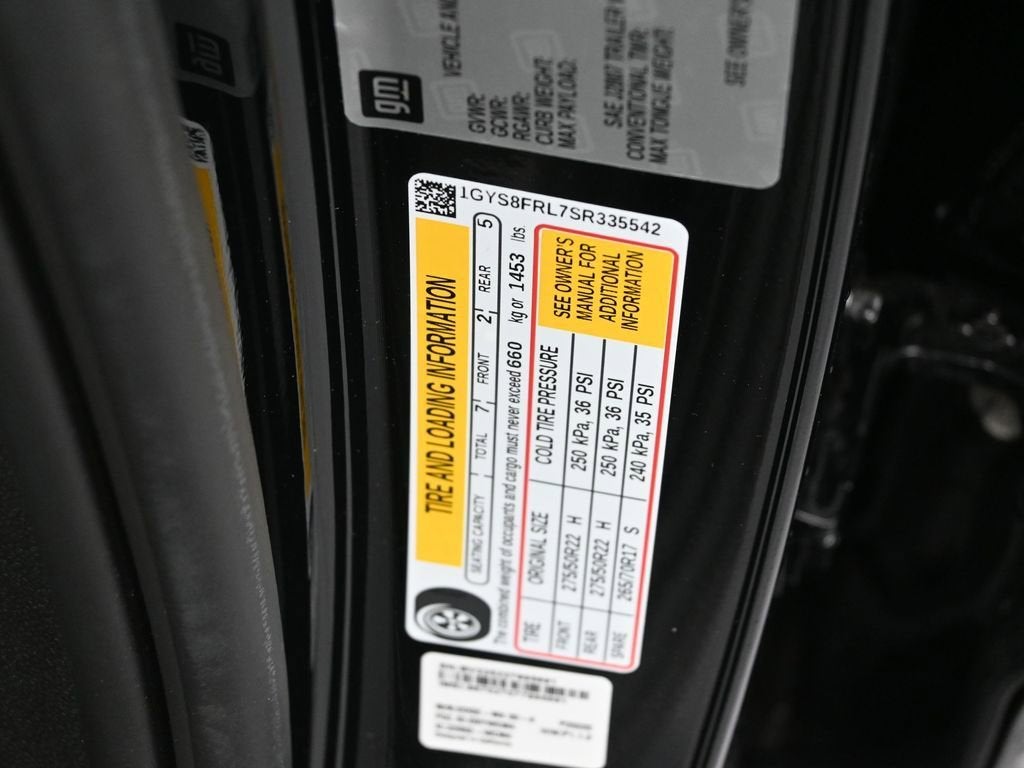 gm
VEHICLE AND
GVWR:
GCWR:
RGAWR:
CURB WEIGHT:
MAX PAYLOAD:
SAE J2807 TRAILER
CONVENTIONAL TWR:
MAX TONGUE WEIGHT:
SEE OWNER'S
1GYS8FRL7SR335542
TIRE AND LOADING INFORMATION
SEATING CAPACITY TOTAL 7 FRONT 2 REAR 5
The combined weight of occupants and cargo must never exceed 660 kg or 1453 lbs.
TIRE ORIGINAL SIZE COLD TIRE PRESSURE
FRONT 275/50R22 H 250 kPa, 36 PSI
REAR 275/50R22 H 250 kPa, 36 PSI
SPARE 265/70R17 S 240 kPa, 35 PSI
SEE OWNER'S
MANUAL FOR
ADDITIONAL
INFORMATION